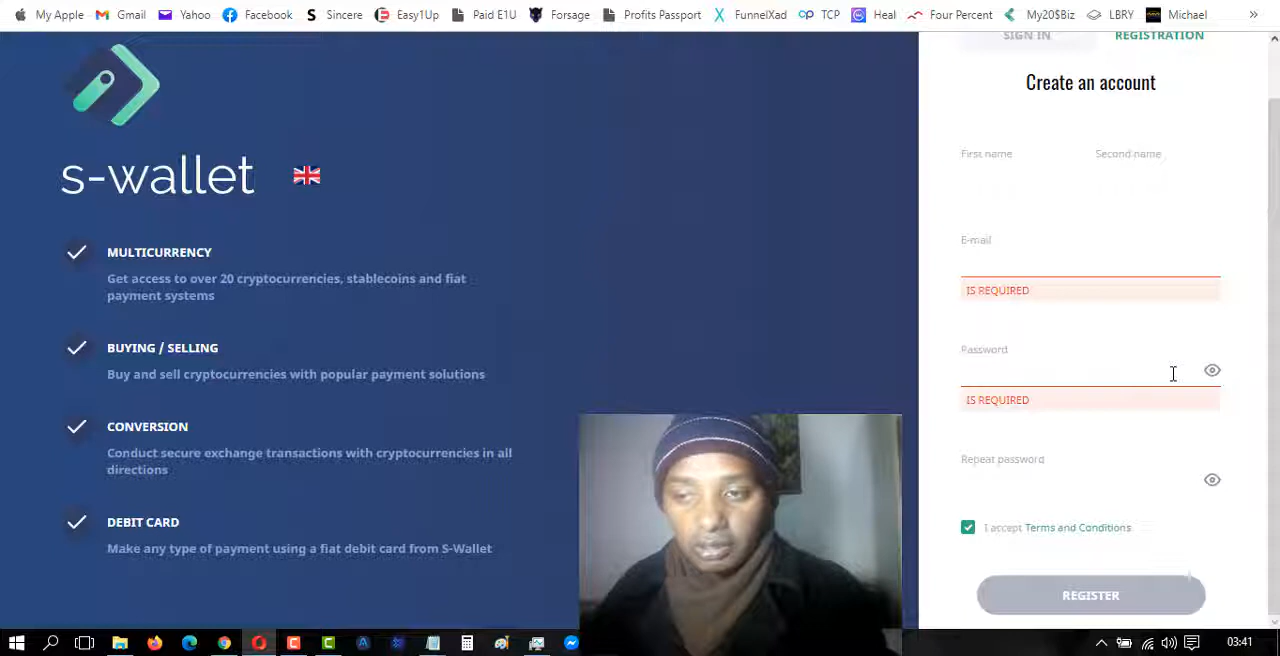 My Apple Gmail Yahoo Facebook S Sincere Easy1Up Paid E1U Forsage Profits Passport FunnelXad TCP Heal Four Percent My20$Biz LBRY Michael »
SIGN IN REGISTRATION
Create an account
s-wallet
First name Second name
E-mail
IS REQUIRED
Password
IS REQUIRED
Repeat password
I accept Terms and Conditions
REGISTER
MULTICURRENCY
Get access to over 20 cryptocurrencies, stablecoins and fiat
payment systems
BUYING / SELLING
Buy and sell cryptocurrencies with popular payment solutions
CONVERSION
Conduct secure exchange transactions with cryptocurrencies in all
directions
DEBIT CARD
Make any type of payment using a fiat debit card from S-Wallet
03:41